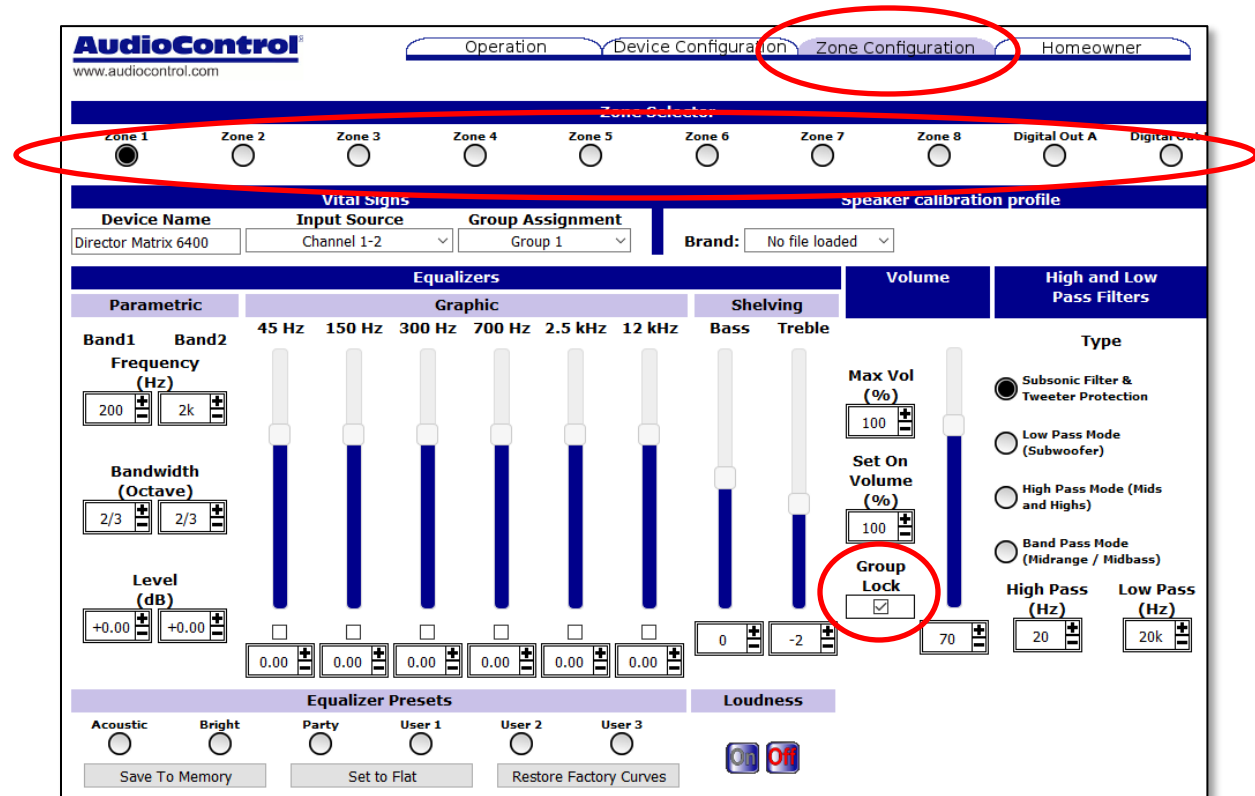 AudioControl®
www.audiocontrol.com
Operation Device Configuration Zone Configuration Homeowner
Zone Selector
Zone 1 Zone 2 Zone 3 Zone 4 Zone 5 Zone 6 Zone 7 Zone 8 Digital Out A Digital Out
Vital Signs Speaker calibration profile
Device Name Input Source Group Assignment
Director Matrix 6400 Channel 1-2 Group 1 Brand: No file loaded
Equalizers Volume High and Low
Pass Filters
Parametric Graphic Shelving
Band1 Band2 45 Hz 150 Hz 300 Hz 700 Hz 2.5 kHz 12 kHz Bass Treble
Type
Frequency
(Hz)
200 2k
Max Vol
(%)
100
Subsonic Filter &
Tweeter Protection
Low Pass Mode
(Subwoofer)
Bandwidth
(Octave)
2/3 2/3
Set On
Volume
(%)
100
High Pass Mode (Mids
and Highs)
Band Pass Mode
(Midrange / Midbass)
Level
(dB)
+0.00 +0.00
Group
Lock
High Pass Low Pass
(Hz) (Hz)
0.00 0.00 0.00 0.00 0.00 0.00 0 -2 70 20 20k
Equalizer Presets Loudness
Acoustic Bright Party User 1 User 2 User 3
On Off
Save To Memory Set to Flat Restore Factory Curves